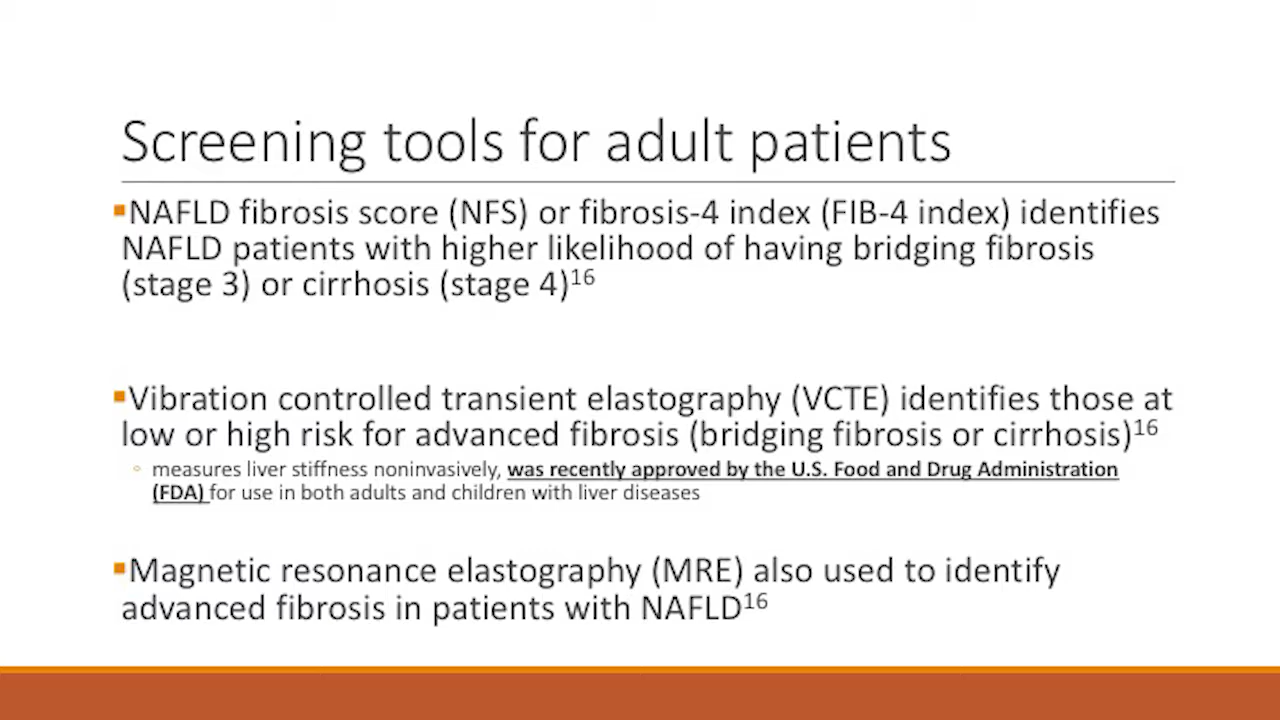 Screening tools for adult patients
▪NAFLD fibrosis score (NFS) or fibrosis-4 index (FIB-4 index) identifies
NAFLD patients with higher likelihood of having bridging fibrosis
(stage 3) or cirrhosis (stage 4)16
▪Vibration controlled transient elastography (VCTE) identifies those at
low or high risk for advanced fibrosis (bridging fibrosis or cirrhosis)16
◦ measures liver stiffness noninvasively, was recently approved by the U.S. Food and Drug Administration
(FDA) for use in both adults and children with liver diseases
▪Magnetic resonance elastography (MRE) also used to identify
advanced fibrosis in patients with NAFLD16